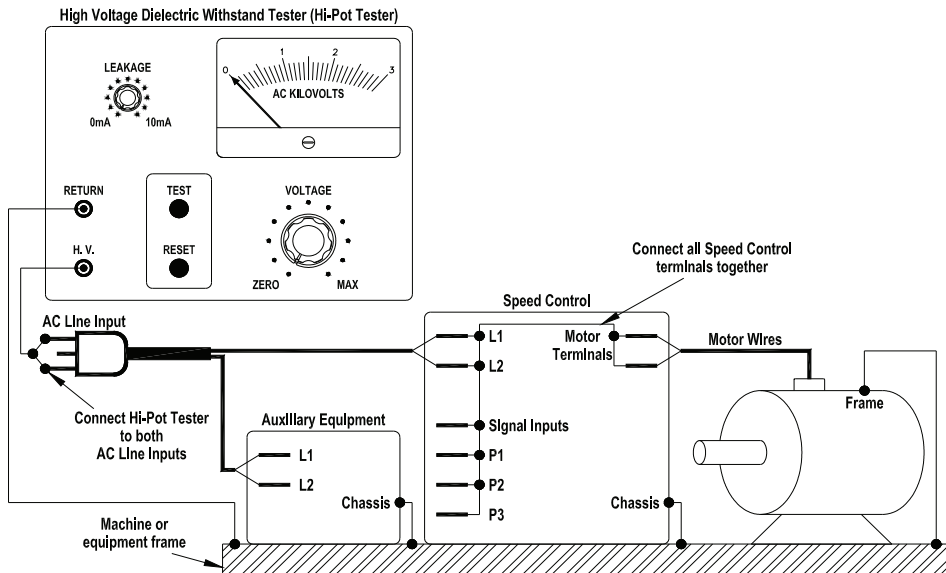 High Voltage Dielectric Withstand Tester (Hi-Pot Tester)
LEAKAGE
0mA
10mA
0
1
2
3
AC KILOVOLTS
RETURN
TEST
VOLTAGE
H. V.
RESET
ZERO
MAX
Connect all Speed Control
terminals together
AC Line Input
Speed Control
L1
Motor
Terminals
Motor Wires
L2
Connect Hi-Pot Tester
to both
AC Line Inputs
Auxiliary Equipment
L1
L2
Chassis
Signal Inputs
P1
P2
P3
Chassis
Frame
Machine or
equipment frame